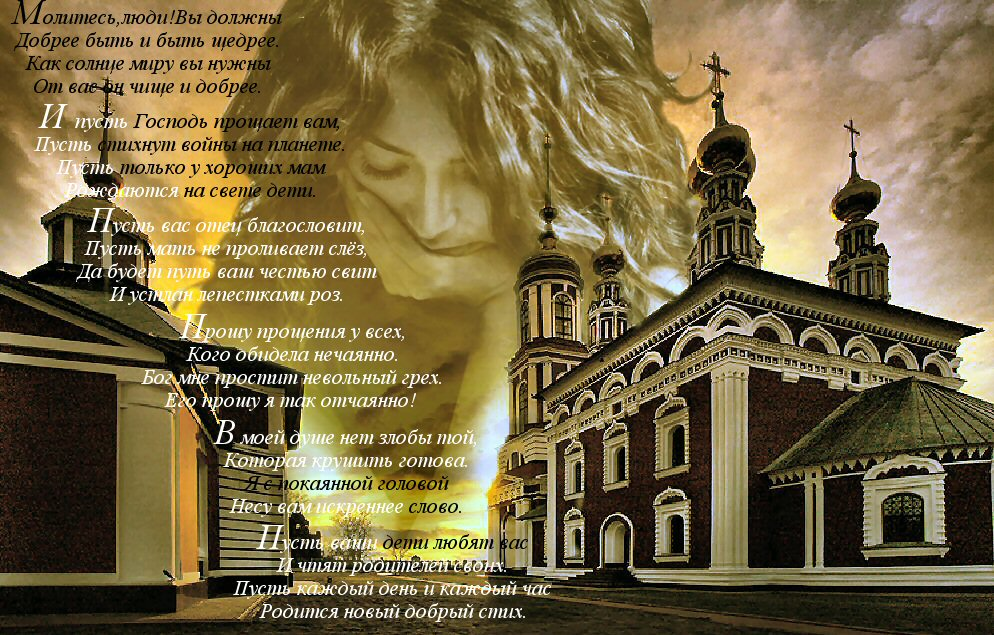 Молитесь,люди!Вы должны
Добрее быть и быть щедрее.
Как солнце миру вы нужны
От вас он чище и добрее.
И пусть Господь прощает вам,
Пусть стихнут войны на планете.
Пусть только у хороших мам
Рождаются на свете дети.
Пусть вас отец благословит,
Пусть мать не проливает слёз,
Да будет путь ваш честью свит
И устлан лепестками роз.
Прошу прощения у всех,
Кого обидела нечаянно.
Бог мне простит невольный грех.
Его прошу я так отчаянно!
В моей душе нет злобы той,
Которая крушить готова.
Я с покаянной головой
Несу вам искреннее слово.
Пусть ваши дети любят вас
И чтят родителей своих.
Пусть каждый день и каждый час
Родится новый добрый стих.